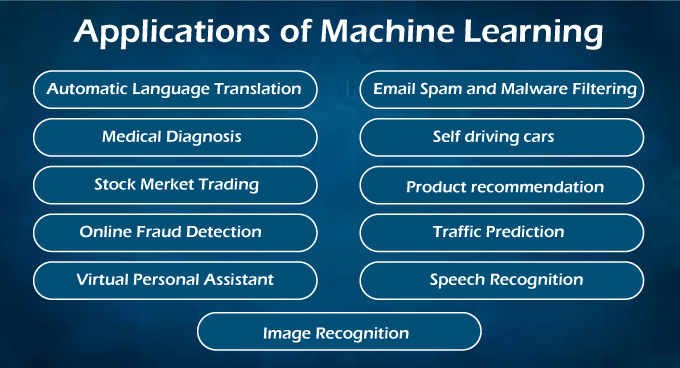 Applications of Machine Learning
Automatic Language Translation
Email Spam and Malware Filtering
Medical Diagnosis
Self driving cars
Stock Merket Trading
Product recommendation
Online Fraud Detection
Traffic Prediction
Virtual Personal Assistant
Speech Recognition
Image Recognition